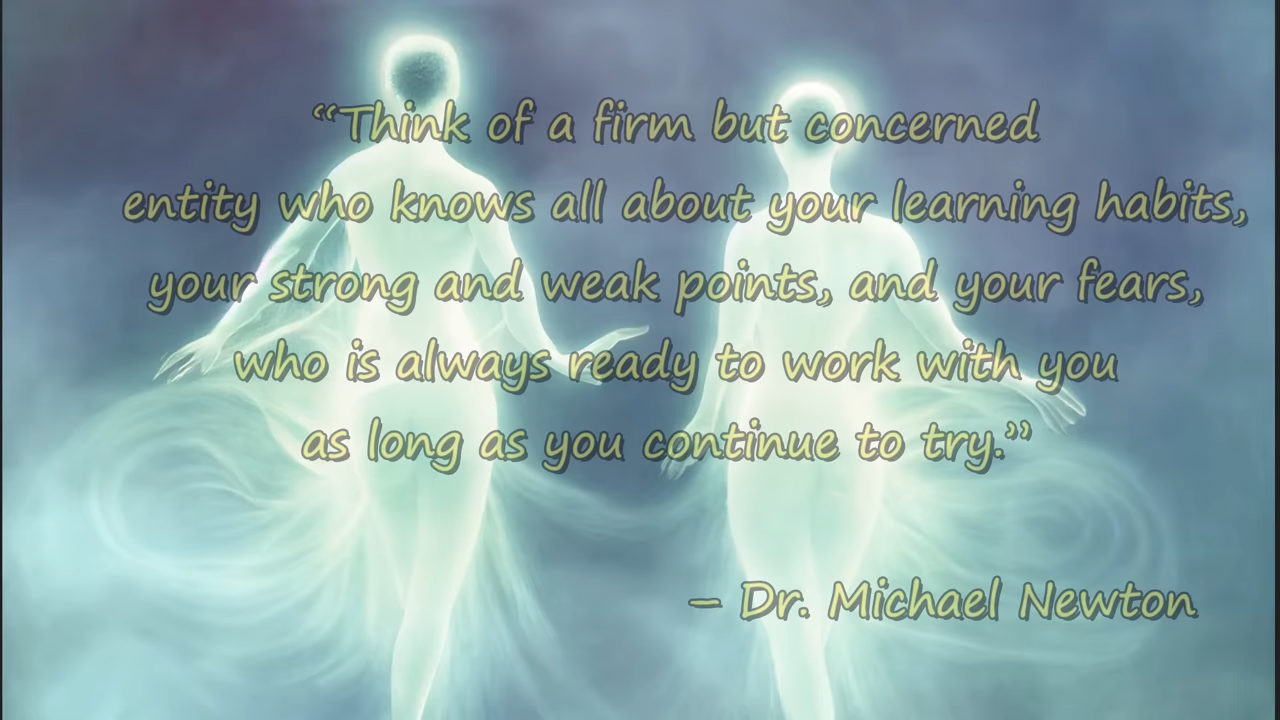 “Think of a firm but concerned
entity who knows all about your learning habits,
your strong and weak points, and your fears,
who is always ready to work with you
as long as you continue to try.”
– Dr. Michael Newton